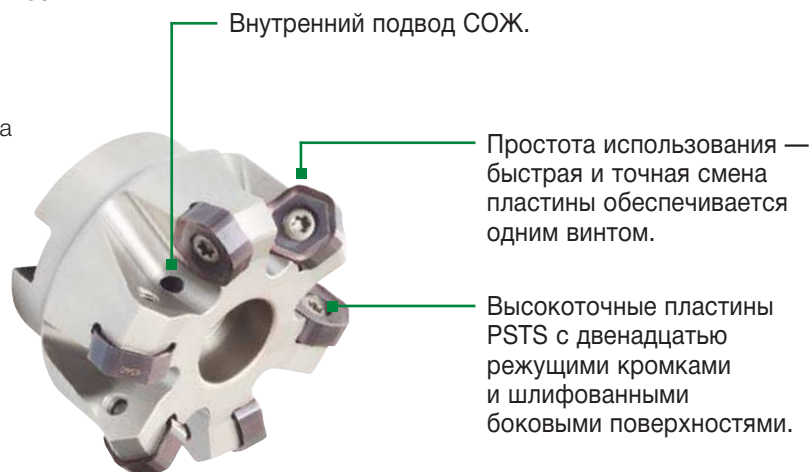 Внутренний подвод СОЖ.
а
Простота использования —
быстрая и точная смена
пластины обеспечивается
одним винтом.
Высокоточные пластины
PSTS с двенадцатью
режущими кромками
и шлифованными
боковыми поверхностями.